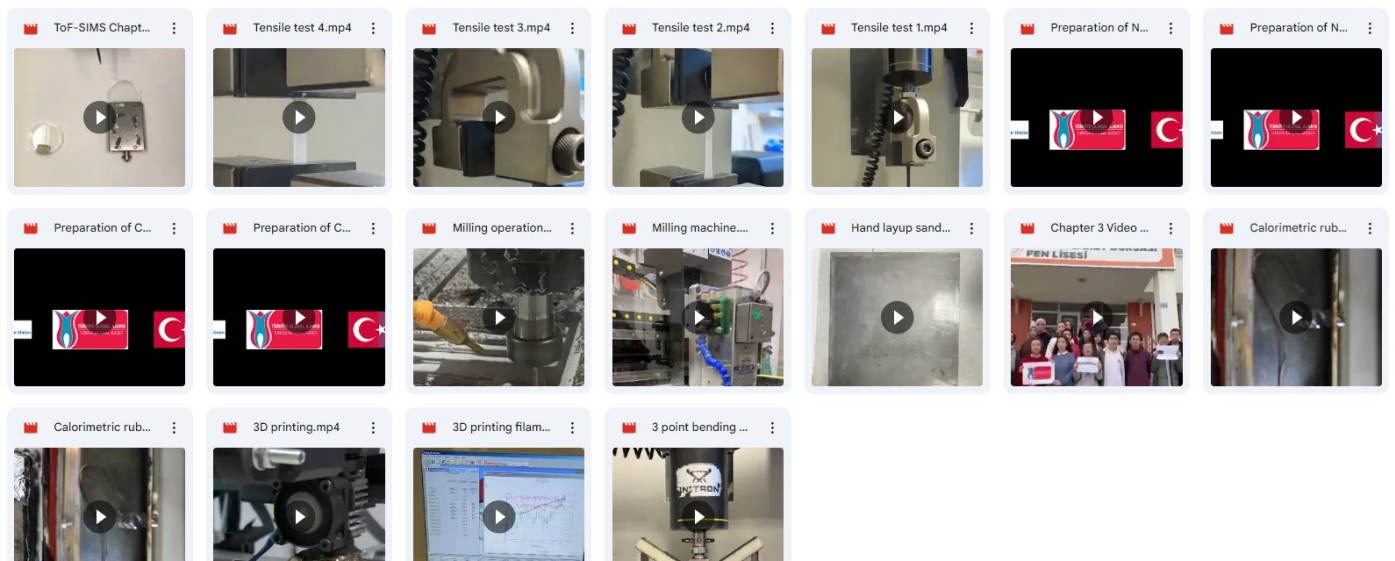 ToF-SIMS Chapt...
Tensile test 4.mp4
Tensile test 3.mp4
Tensile test 2.mp4
Tensile test 1.mp4
Preparation of N...
Preparation of N...
Preparation of C...
Preparation of C...
Milling operation...
Milling machine....
Hand layup sand...
Chapter 3 Video ...
FEN LİSESİ
Calorimetric rub...
Calorimetric rub...
3D printing.mp4
3D printing filam...
3 point bending ...